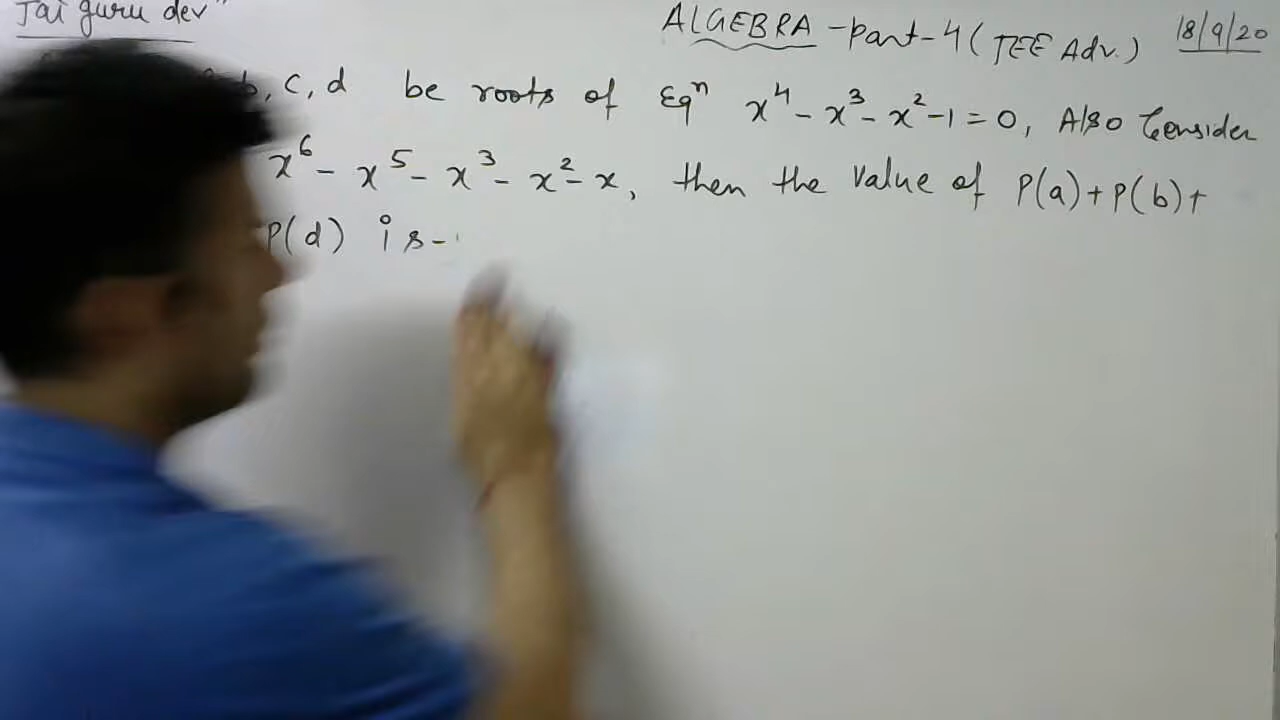 Jai guru dev"
ALGEBRA - part - 4 ( JEE Adv. ) 18/9/20
b, c, d be roots of Eqⁿ x⁴ - x³ - x² - 1 = 0, Also Consider
x⁶ - x⁵ - x³ - x² - x, then the value of P(a) + P(b) +
P(d) is -